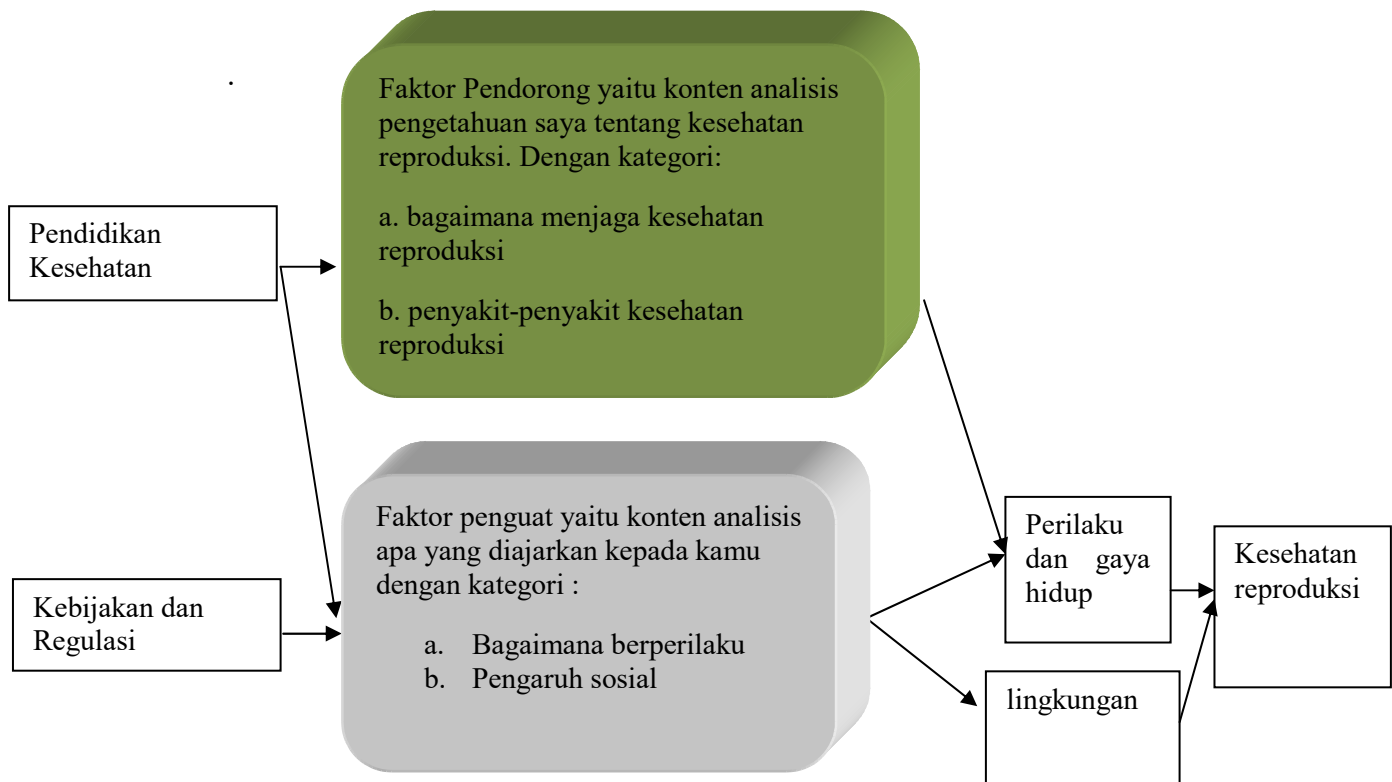 Faktor Pendorong yaitu konten analisis
pengetahuan saya tentang kesehatan
reproduksi. Dengan kategori:
a. bagaimana menjaga kesehatan
reproduksi
b. penyakit-penyakit kesehatan
reproduksi
Pendidikan
Kesehatan
Faktor penguat yaitu konten analisis
apa yang diajarkan kepada kamu
dengan kategori :
a. Bagaimana berperilaku
b. Pengaruh sosial
Kebijakan dan
Regulasi
Perilaku
dan gaya
hidup
Kesehatan
reproduksi
lingkungan